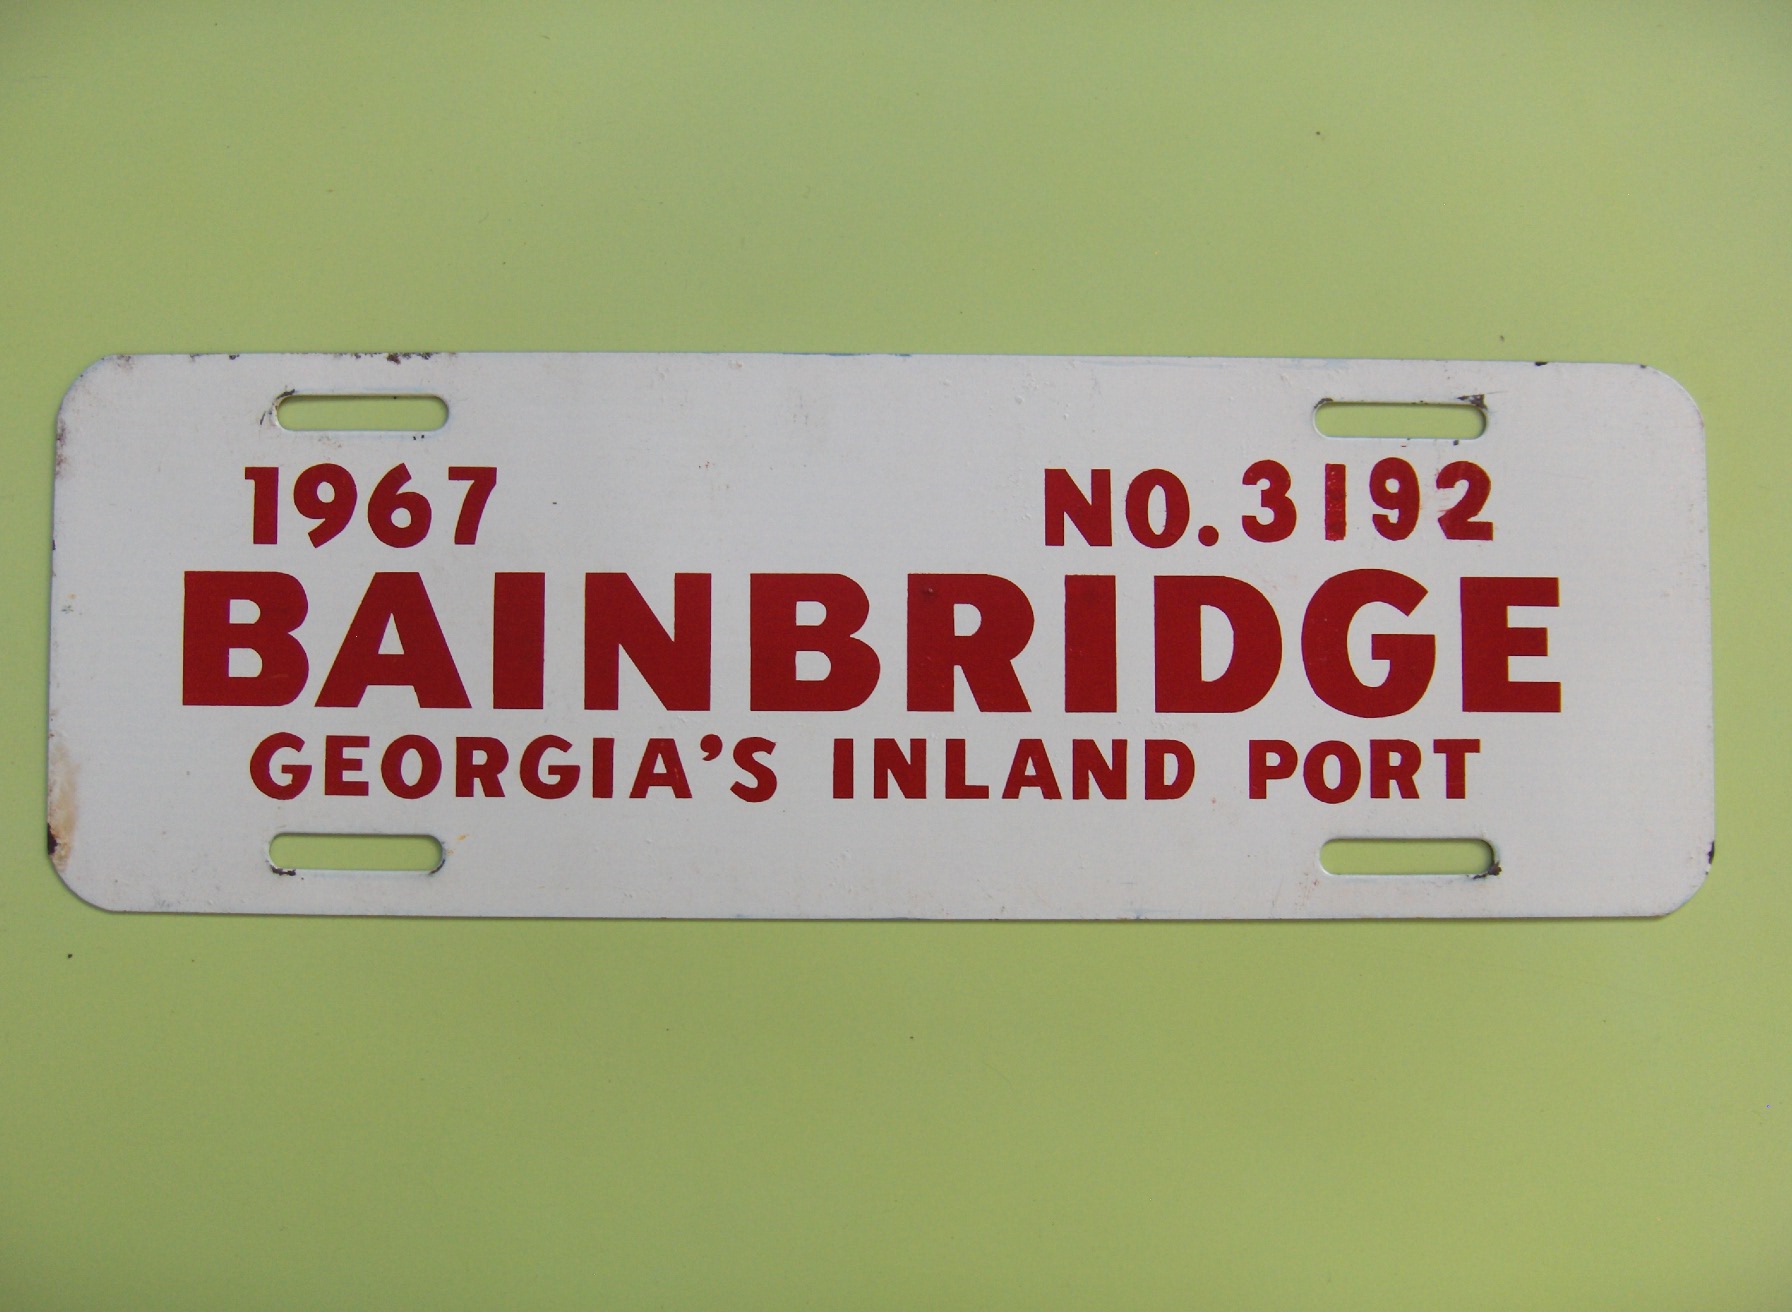 1967 NO. 3192
BAINBRIDGE
GEORGIA'S INLAND PORT